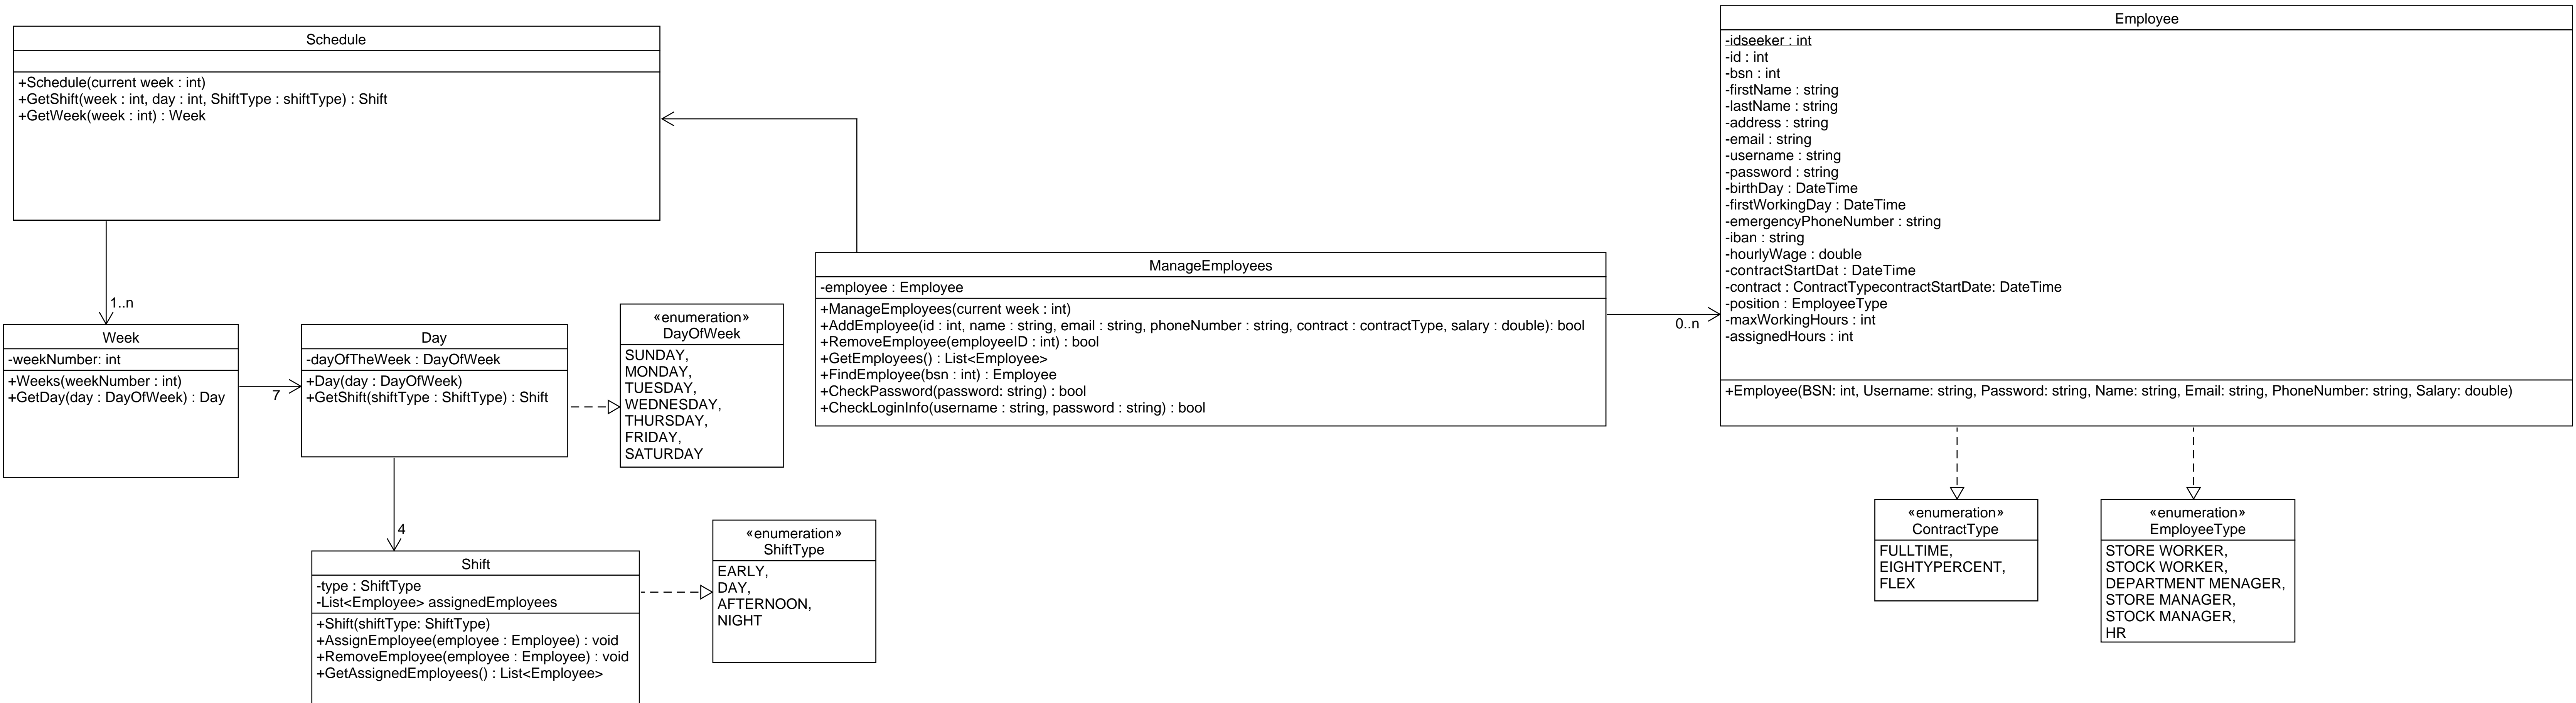 Schedule
+Schedule(current week : int)
+GetShift(week : int, day : int, ShiftType : shiftType) : Shift
+GetWeek(week : int) : Week
1..n
Week
-weekNumber: int
+Weeks(weekNumber : int)
+GetDay(day : DayOfWeek) : Day
7
Day
-dayOfTheWeek : DayOfWeek
+Day(day : DayOfWeek)
+GetShift(shiftType : ShiftType) : Shift
«enumeration»
DayOfWeek
SUNDAY,
MONDAY,
TUESDAY,
WEDNESDAY,
THURSDAY,
FRIDAY,
SATURDAY
4
Shift
-type : ShiftType
-List<Employee> assignedEmployees
+Shift(shiftType: ShiftType)
+AssignEmployee(employee : Employee) : void
+RemoveEmployee(employee : Employee) : void
+GetAssignedEmployees() : List<Employee>
«enumeration»
ShiftType
EARLY,
DAY,
AFTERNOON,
NIGHT
ManageEmployees
-employee : Employee
+ManageEmployees(current week : int)
+AddEmployee(id : int, name : string, email : string, phoneNumber : string, contract : contractType, salary : double): bool
+RemoveEmployee(employeeID : int) : bool
+GetEmployees() : List<Employee>
+FindEmployee(bsn : int) : Employee
+CheckPassword(password: string) : bool
+CheckLoginInfo(username : string, password : string) : bool
0..n
Employee
-idseeker : int
-id : int
-bsn : int
-firstName : string
-lastName : string
-address : string
-email : string
-username : string
-password : string
-birthDay : DateTime
-firstWorkingDay : DateTime
-emergencyPhoneNumber : string
-iban : string
-hourlyWage : double
-contractStartDat : DateTime
-contract : ContractTypecontractStartDate: DateTime
-position : EmployeeType
-maxWorkingHours : int
-assignedHours : int
+Employee(BSN: int, Username: string, Password: string, Name: string, Email: string, PhoneNumber: string, Salary: double)
«enumeration»
ContractType
FULLTIME,
EIGHTYPERCENT,
FLEX
«enumeration»
EmployeeType
STORE WORKER,
STOCK WORKER,
DEPARTMENT MENAGER,
STORE MANAGER,
STOCK MANAGER,
HR